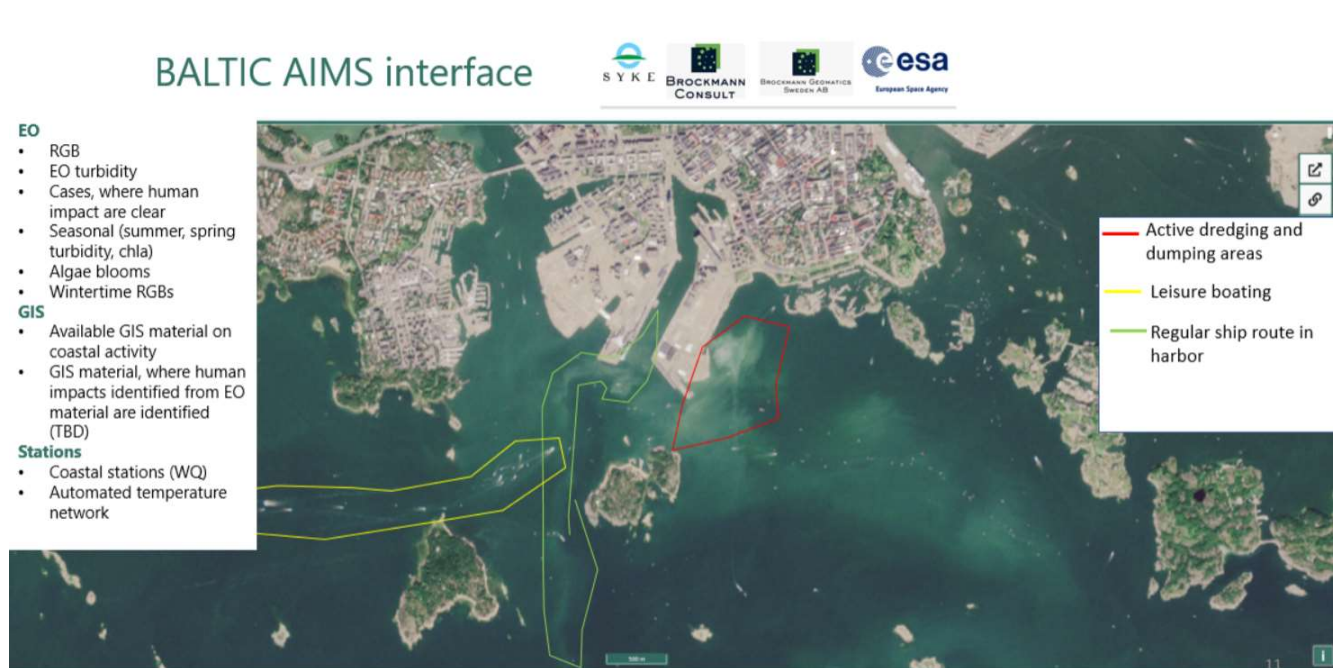 BALTIC AIMS interface
SYKE
BROCKMANN
CONSULT
BROCKMANN GEOMATICS
SWEDEN AB
esa
European Space Agency
EO
• RGB
• EO turbidity
• Cases, where human
impact are clear
• Seasonal (summer, spring
turbidity, chla)
• Algae blooms
• Wintertime RGBs
GIS
• Available GIS material on
coastal activity
• GIS material, where human
impacts identified from EO
material are identified
(TBD)
Stations
• Coastal stations (WQ)
• Automated temperature
network
Active dredging and
dumping areas
Leisure boating
Regular ship route in
harbor
500 m
11
i